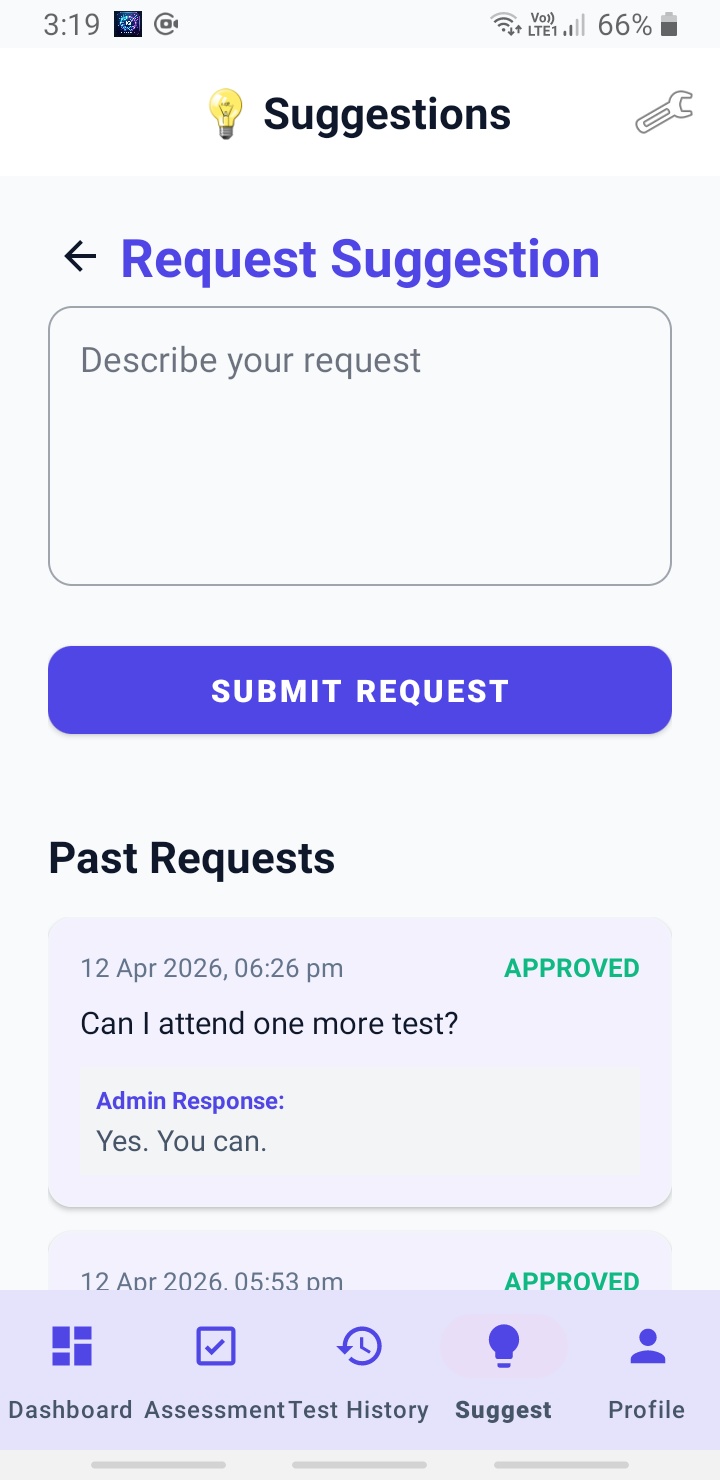 3:19 Vo)) LTE1 66%
Suggestions
Request Suggestion
Describe your request
SUBMIT REQUEST
Past Requests
12 Apr 2026, 06:26 pm APPROVED
Can I attend one more test?
Admin Response:
Yes. You can.
12 Apr 2026, 05:53 pm APPROVED
Dashboard Assessment Test History Suggest Profile